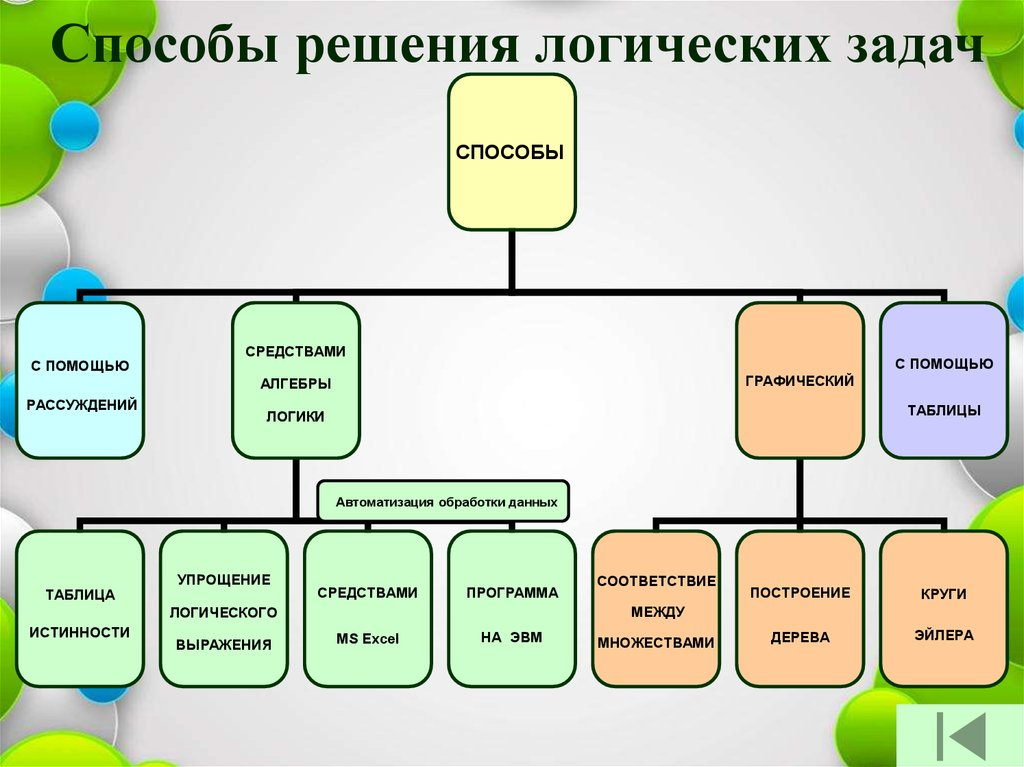 Способы решения логических задач
СПОСОБЫ
С ПОМОЩЬЮ
РАССУЖДЕНИЙ
СРЕДСТВАМИ
АЛГЕБРЫ
ЛОГИКИ
ГРАФИЧЕСКИЙ
С ПОМОЩЬЮ
ТАБЛИЦЫ
Автоматизация обработки данных
ТАБЛИЦА
ИСТИННОСТИ
УПРОЩЕНИЕ
ЛОГИЧЕСКОГО
ВЫРАЖЕНИЯ
СРЕДСТВАМИ
MS Excel
ПРОГРАММА
НА ЭВМ
СООТВЕТСТВИЕ
МЕЖДУ
МНОЖЕСТВАМИ
ПОСТРОЕНИЕ
ДЕРЕВА
КРУГИ
ЭЙЛЕРА